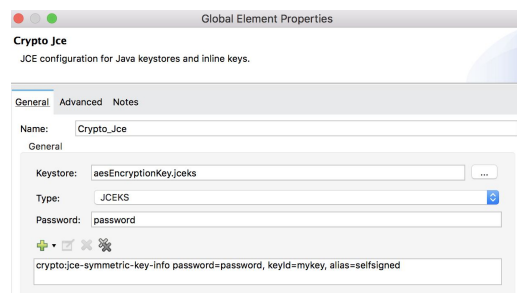 Global Element Properties
Crypto Jce
JCE configuration for Java keystores and inline keys.
General Advanced Notes
Name: Crypto_Jce
General
Keystore: aesEncryptionKey.jceks ...
Type: JCEKS
Password: password
crypto:jce-symmetric-key-info password=password, keyId=mykey, alias=selfsigned